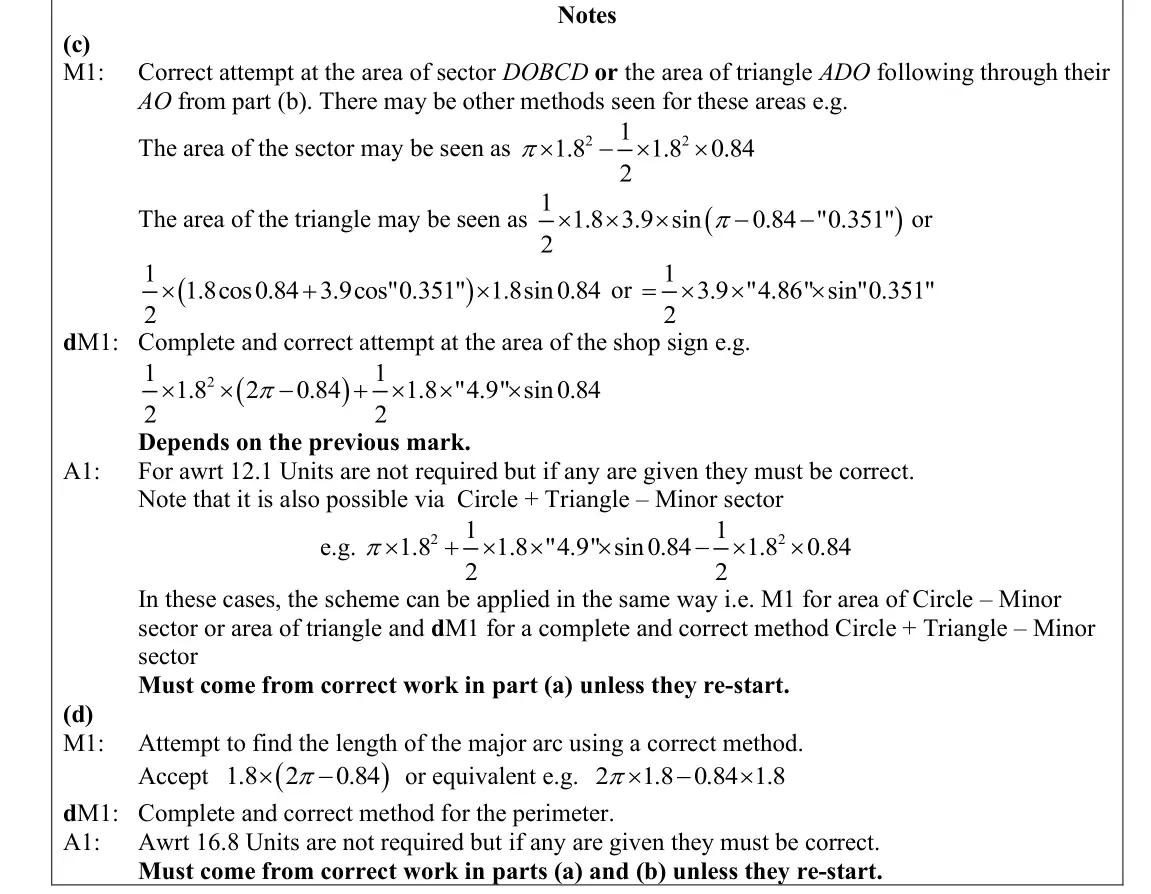 Notes
(c)
M1: Correct attempt at the area of sector DOBCD or the area of triangle ADO following through their
AO from part (b). There may be other methods seen for these areas e.g.
The area of the sector may be seen as π×1.8² − 1/2 ×1.8²×0.84
The area of the triangle may be seen as 1/2 ×1.8×3.9×sin(π−0.84−"0.351") or
1/2 ×(1.8cos0.84+3.9cos"0.351")×1.8sin0.84 or = 1/2 ×3.9×"4.86"×sin"0.351"
dM1: Complete and correct attempt at the area of the shop sign e.g.
1/2 ×1.8²×(2π−0.84)+ 1/2 ×1.8×"4.9"×sin0.84
Depends on the previous mark.
A1: For awrt 12.1 Units are not required but if any are given they must be correct.
Note that it is also possible via Circle + Triangle – Minor sector
e.g. π×1.8² + 1/2 ×1.8×"4.9"×sin0.84− 1/2 ×1.8²×0.84
In these cases, the scheme can be applied in the same way i.e. M1 for area of Circle – Minor
sector or area of triangle and dM1 for a complete and correct method Circle + Triangle – Minor
sector
Must come from correct work in part (a) unless they re-start.
(d)
M1: Attempt to find the length of the major arc using a correct method.
Accept 1.8×(2π−0.84) or equivalent e.g. 2π×1.8−0.84×1.8
dM1: Complete and correct method for the perimeter.
A1: Awrt 16.8 Units are not required but if any are given they must be correct.
Must come from correct work in parts (a) and (b) unless they re-start.